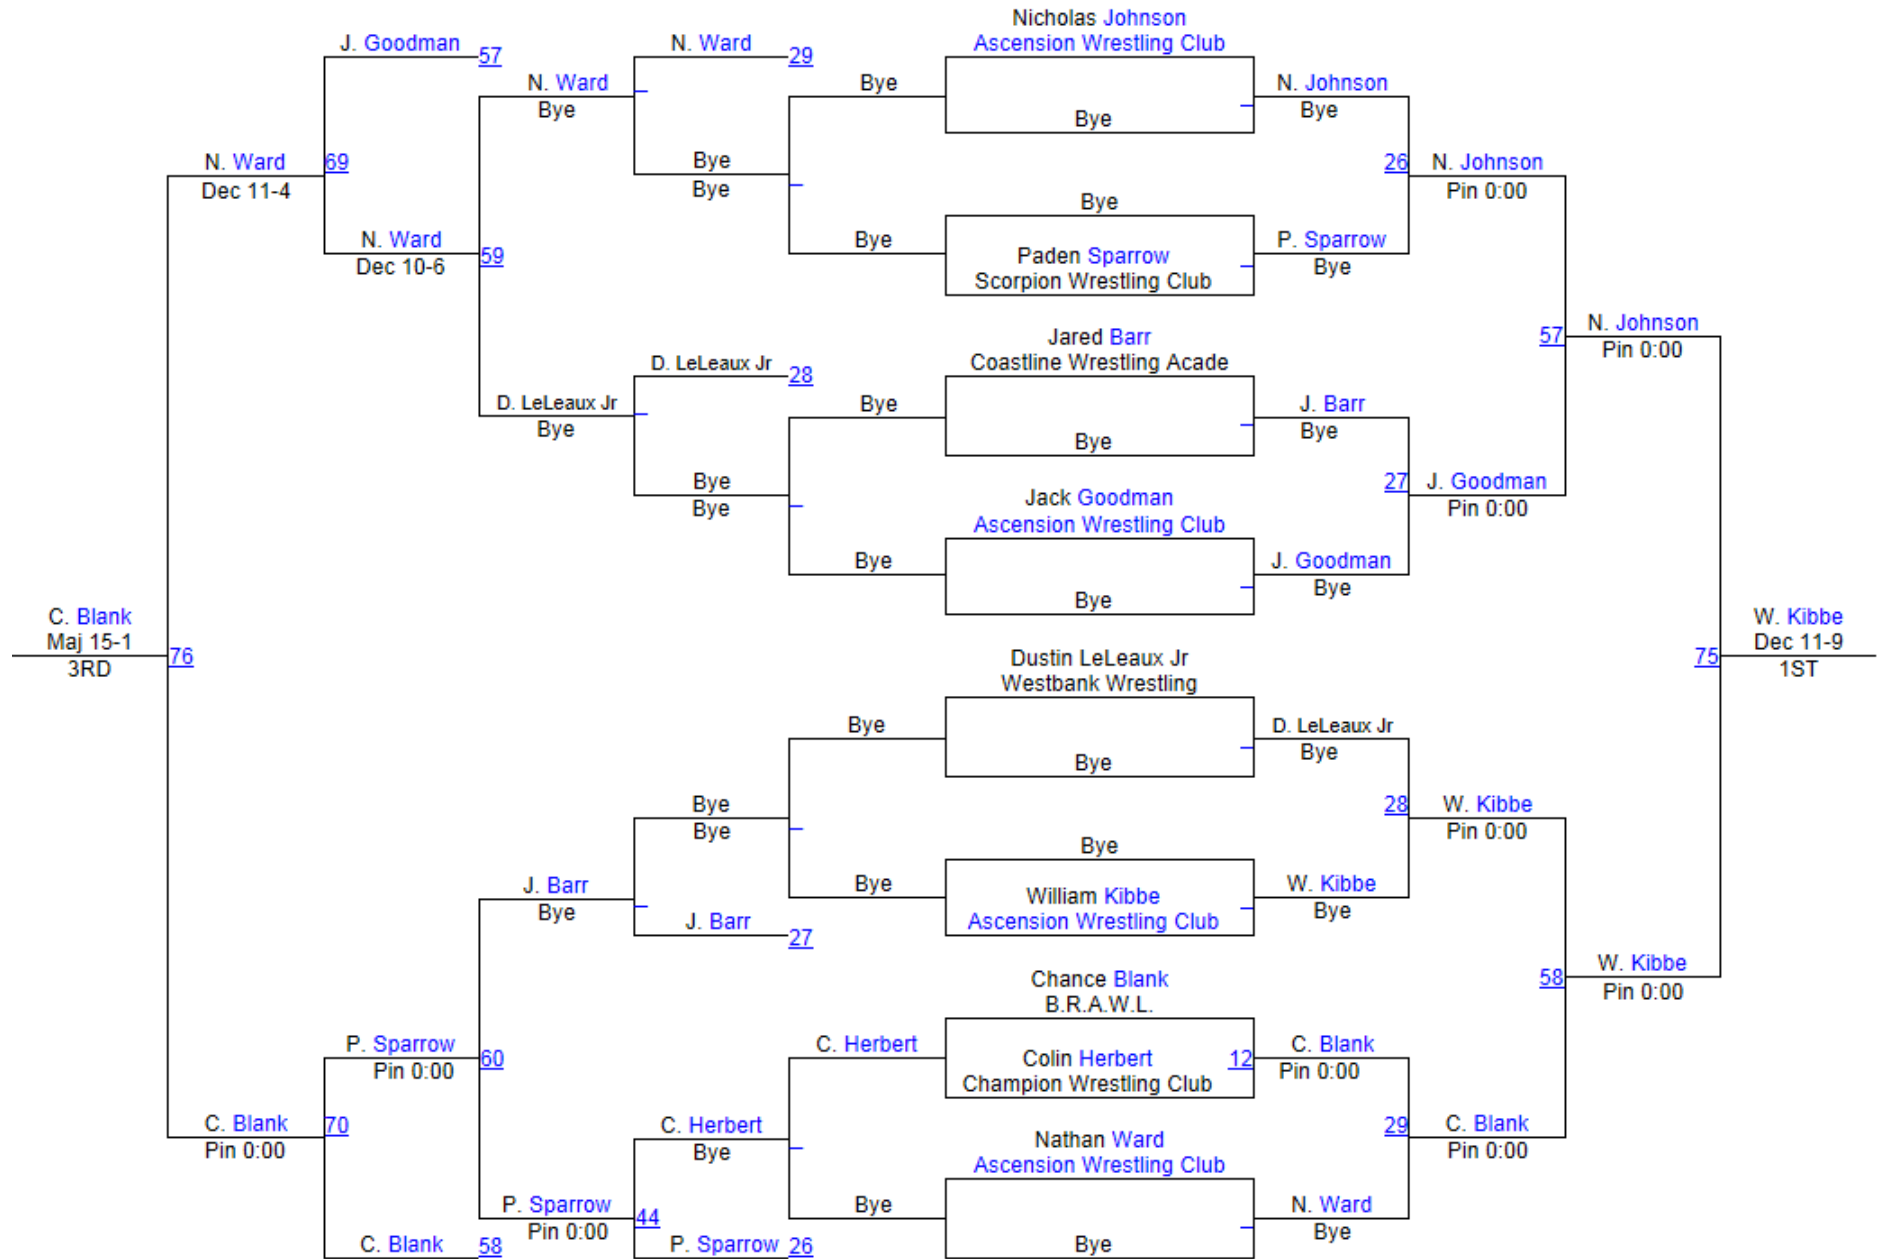 Nicholas Johnson
J. Goodman 57 N. Ward 29 Ascension Wrestling Club
N. Ward Bye N. Johnson
Bye Bye Bye
N. Ward 69 Bye 26 N. Johnson
Dec 11-4 Bye Pin 0:00
Bye
N. Ward 59 Bye Paden Sparrow P. Sparrow
Dec 10-6 Scorpion Wrestling Club Bye
Jared Barr 57 N. Johnson
D. LeLeaux Jr 28 Coastline Wrestling Acade Pin 0:00
D. LeLeaux Jr Bye J. Barr
Bye Bye Bye
Bye Jack Goodman 27 J. Goodman
Bye Ascension Wrestling Club Pin 0:00
Bye J. Goodman
Bye Bye
C. Blank W. Kibbe
Maj 15-1 76 Dustin LeLeaux Jr 75 Dec 11-9
3RD Westbank Wrestling 1ST
Bye D. LeLeaux Jr
Bye Bye
Bye 28 W. Kibbe
Bye Bye Pin 0:00
J. Barr Bye William Kibbe W. Kibbe
Bye J. Barr 27 Ascension Wrestling Club Bye
Chance Blank 58 W. Kibbe
B.R.A.W.L. Pin 0:00
P. Sparrow 60 C. Herbert Colin Herbert 12 C. Blank
Pin 0:00 Champion Wrestling Club Pin 0:00
C. Blank 70 C. Herbert Nathan Ward 29 C. Blank
Pin 0:00 Bye Ascension Wrestling Club Pin 0:00
P. Sparrow 44 Bye N. Ward
Pin 0:00 Bye
C. Blank 58 P. Sparrow 26 Bye